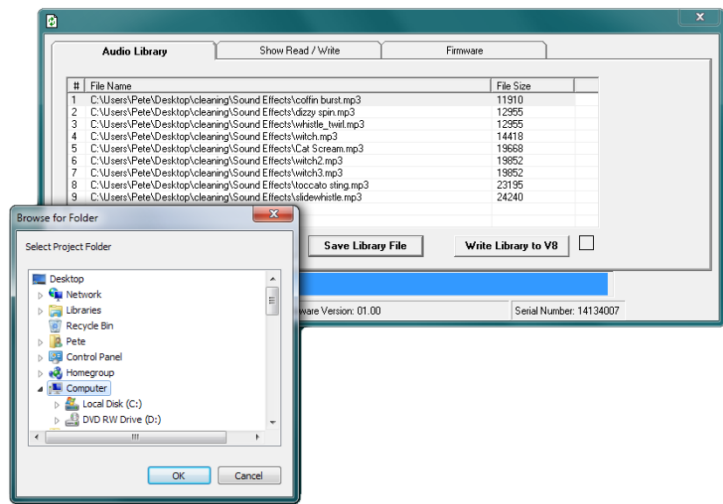 Audio Library Show Read / Write Firmware
# File Name File Size
1 C:\Users\Pete\Desktop\cleaning\Sound Effects\coffin burst.mp3 11910
2 C:\Users\Pete\Desktop\cleaning\Sound Effects\dizzy spin.mp3 12955
3 C:\Users\Pete\Desktop\cleaning\Sound Effects\whistle_twirl.mp3 12955
4 C:\Users\Pete\Desktop\cleaning\Sound Effects\witch.mp3 14418
5 C:\Users\Pete\Desktop\cleaning\Sound Effects\Cat Scream.mp3 19668
6 C:\Users\Pete\Desktop\cleaning\Sound Effects\witch2.mp3 19852
7 C:\Users\Pete\Desktop\cleaning\Sound Effects\witch3.mp3 19852
8 C:\Users\Pete\Desktop\cleaning\Sound Effects\toccato sting.mp3 23195
9 C:\Users\Pete\Desktop\cleaning\Sound Effects\slidewhistle.mp3 24240
Save Library File Write Library to V8
ware Version: 01.00 Serial Number: 14134007
Browse for Folder
Select Project Folder
Desktop
Network
Libraries
Recycle Bin
Pete
Control Panel
Homegroup
Computer
Local Disk (C:)
DVD RW Drive (D:)
OK Cancel